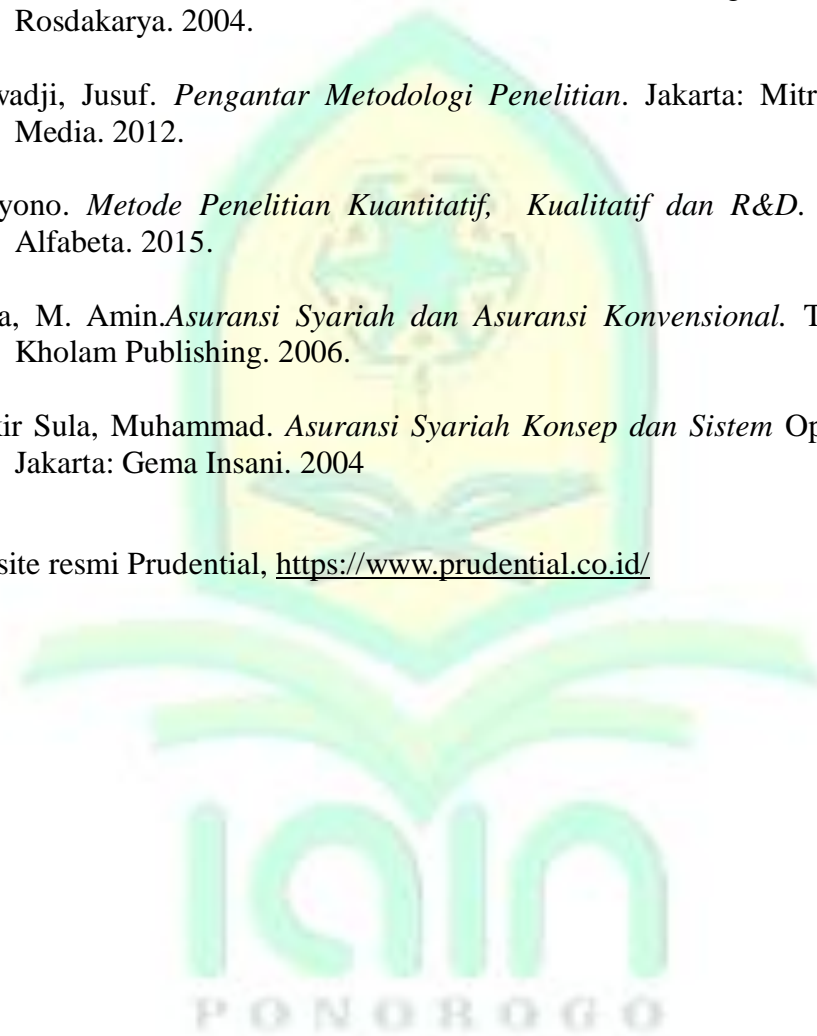 Rosdakarya. 2004.
wadji, Jusuf. Pengantar Metodologi Penelitian. Jakarta: Mitr
Media. 2012.
yono. Metode Penelitian Kuantitatif, Kualitatif dan R&D.
Alfabeta. 2015.
a, M. Amin.Asuransi Syariah dan Asuransi Konvensional. T
Kholam Publishing. 2006.
kir Sula, Muhammad. Asuransi Syariah Konsep dan Sistem Op
Jakarta: Gema Insani. 2004
site resmi Prudential, https://www.prudential.co.id/
iain
PONOROGO